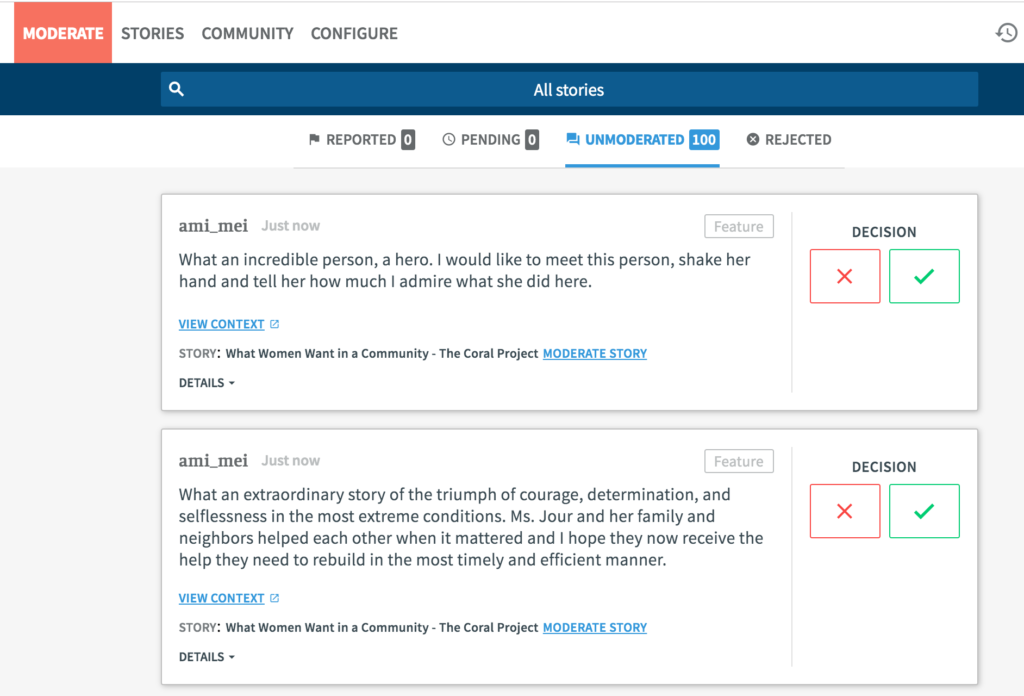 MODERATE STORIES COMMUNITY CONFIGURE
All stories
REPORTED 0 PENDING 0 UNMODERATED 100 REJECTED
ami_mei Just now Feature
DECISION
What an incredible person, a hero. I would like to meet this person, shake her
hand and tell her how much I admire what she did here.
VIEW CONTEXT
STORY: What Women Want in a Community - The Coral Project MODERATE STORY
DETAILS
ami_mei Just now Feature
DECISION
What an extraordinary story of the triumph of courage, determination, and
selflessness in the most extreme conditions. Ms. Jour and her family and
neighbors helped each other when it mattered and I hope they now receive the
help they need to rebuild in the most timely and efficient manner.
VIEW CONTEXT
STORY: What Women Want in a Community - The Coral Project MODERATE STORY
DETAILS